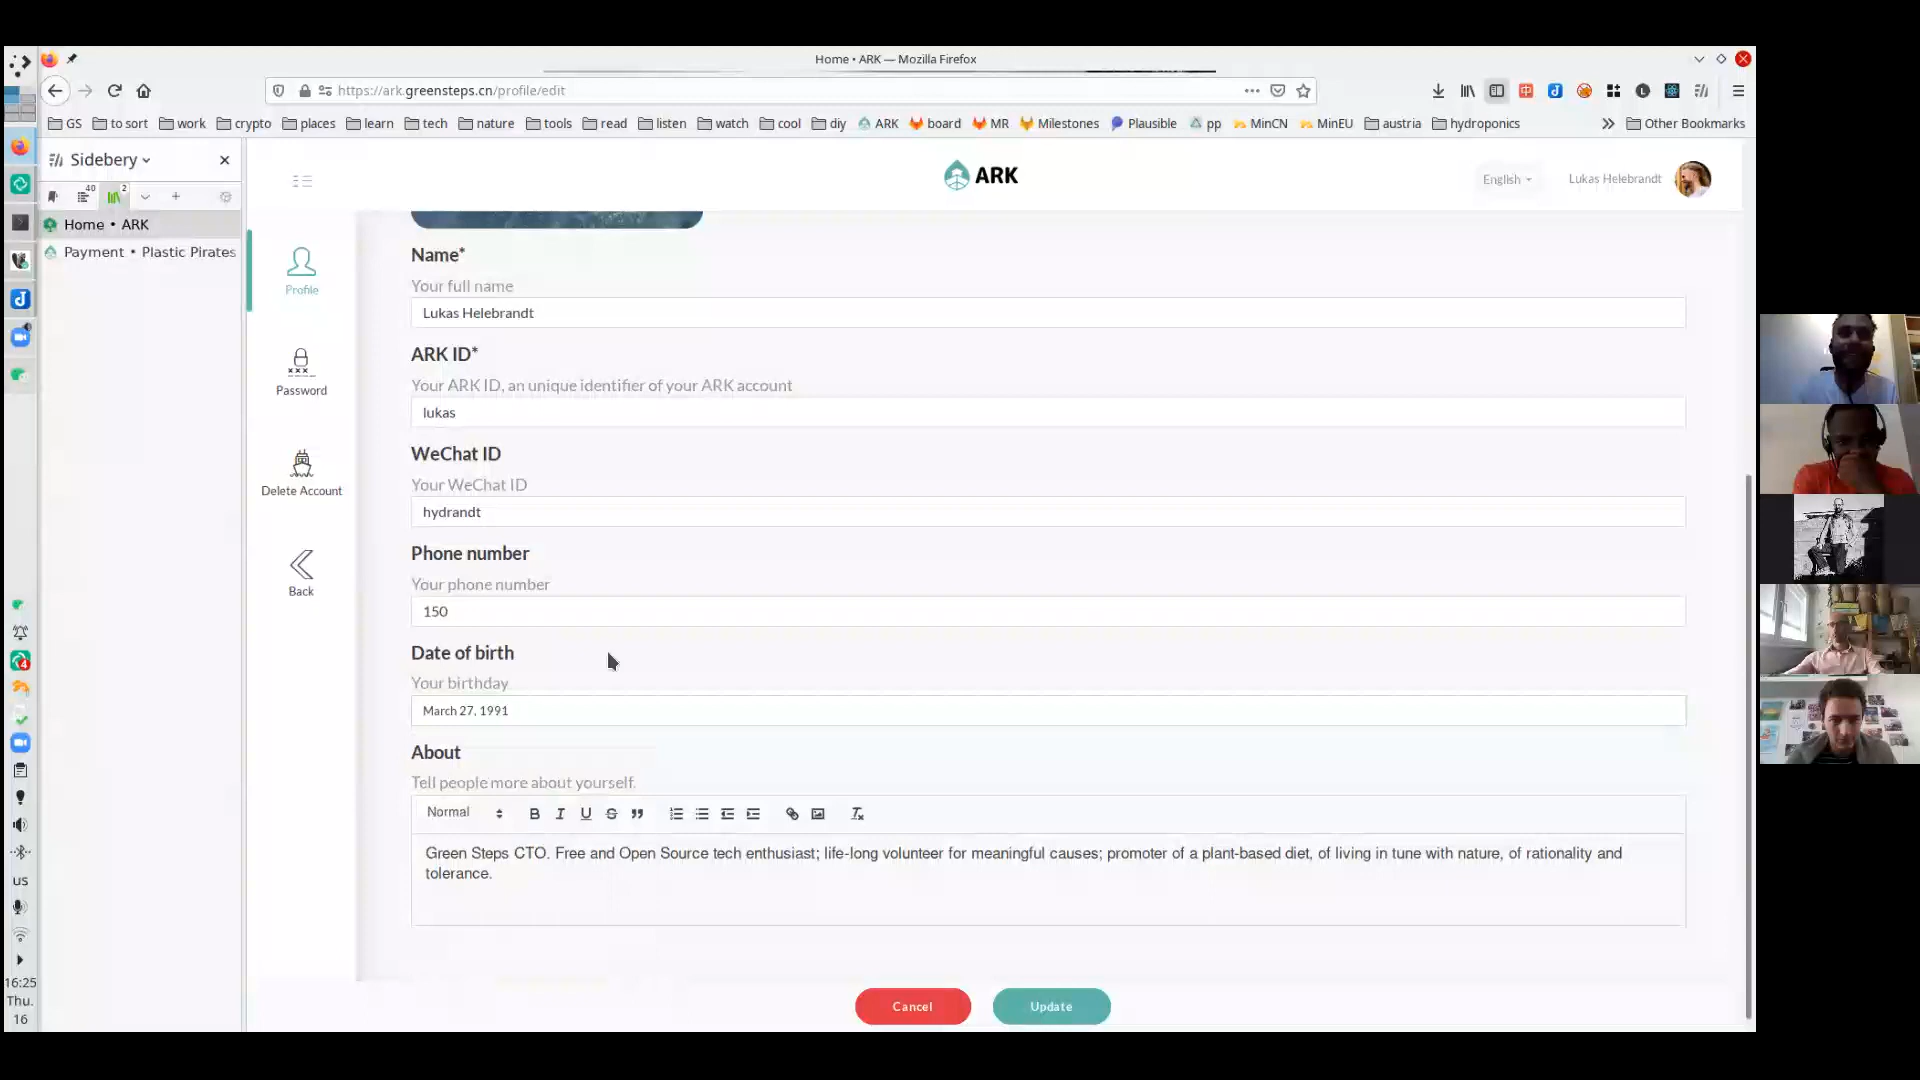 Home • ARK — Mozilla Firefox
https://ark.greensteps.cn/profile/edit
GS to sort work crypto places learn tech nature tools read listen watch cool diy ARK board MR Milestones Plausible pp MinCN MinEU austria hydroponics Other Bookmarks
Sidebery
40
2
Home • ARK
Payment • Plastic Pirates
ARK
English
Lukas Helebrandt
Profile
Password
Delete Account
Back
Name*
Your full name
Lukas Helebrandt
ARK ID*
Your ARK ID, an unique identifier of your ARK account
lukas
WeChat ID
Your WeChat ID
hydrandt
Phone number
Your phone number
150
Date of birth
Your birthday
March 27, 1991
About
Tell people more about yourself.
Normal
Green Steps CTO. Free and Open Source tech enthusiast; life-long volunteer for meaningful causes; promoter of a plant-based diet, of living in tune with nature, of rationality and
tolerance.
Cancel
Update
4
US
16:25
Thu.
16